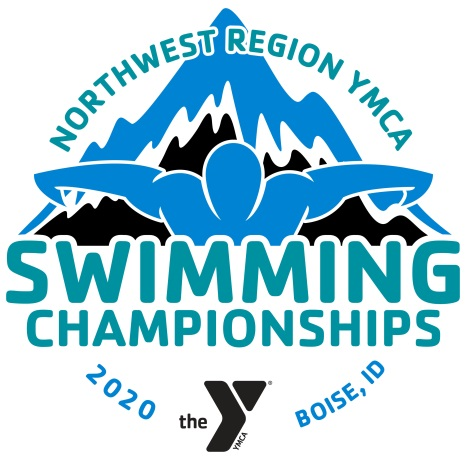 NORTHWEST REGION YMCA
SWIMMING
CHAMPIONSHIPS
2020
the Y®
YMCA
BOISE, ID